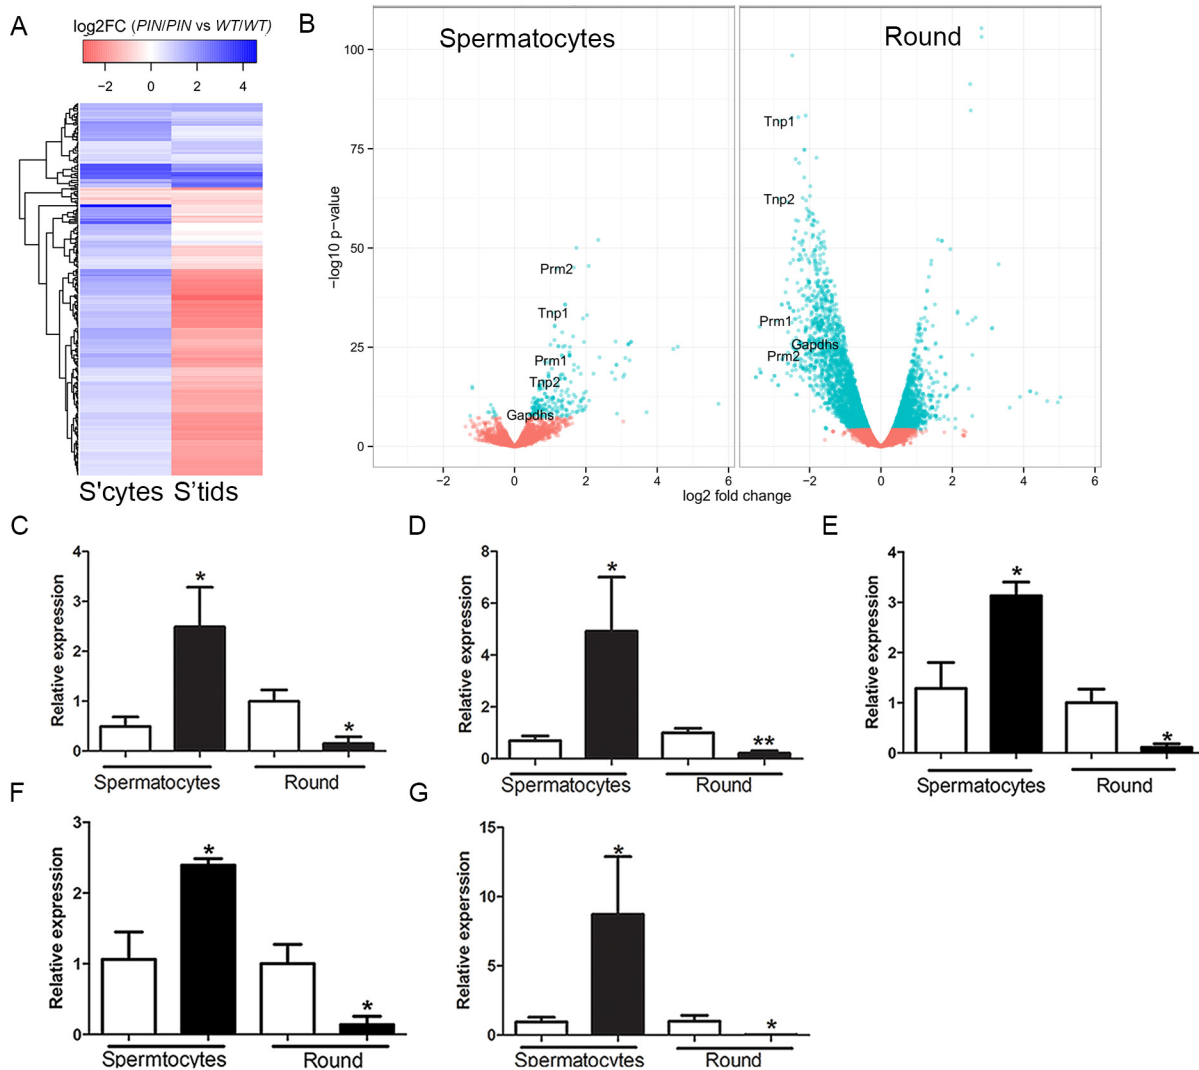 A
log2FC (PIN/PIN vs WT/WT)
−2 0 2 4
S'cytes S'tids
B
Spermatocytes
Round
−log10 p−value
100
75
50
25
0
Prm2
Tnp1
Prm1
Tnp2
Gapdhs
Tnp1
Tnp2
Prm1
Gapdhs
Prm2
−2 0 2 4 6
−2 0 2 4 6
log2 fold change
C
Relative expression
4
3
2
1
0
*
*
Spermatocytes
Round
D
Relative expression
8
6
4
2
0
*
**
Spermatocytes
Round
E
Relative expression
4
3
2
1
0
*
*
Spermatocytes
Round
F
Relative expression
3
2
1
0
*
*
Spermtocytes
Round
G
Relative experssion
15
10
5
0
*
*
Spermatocytes
Round